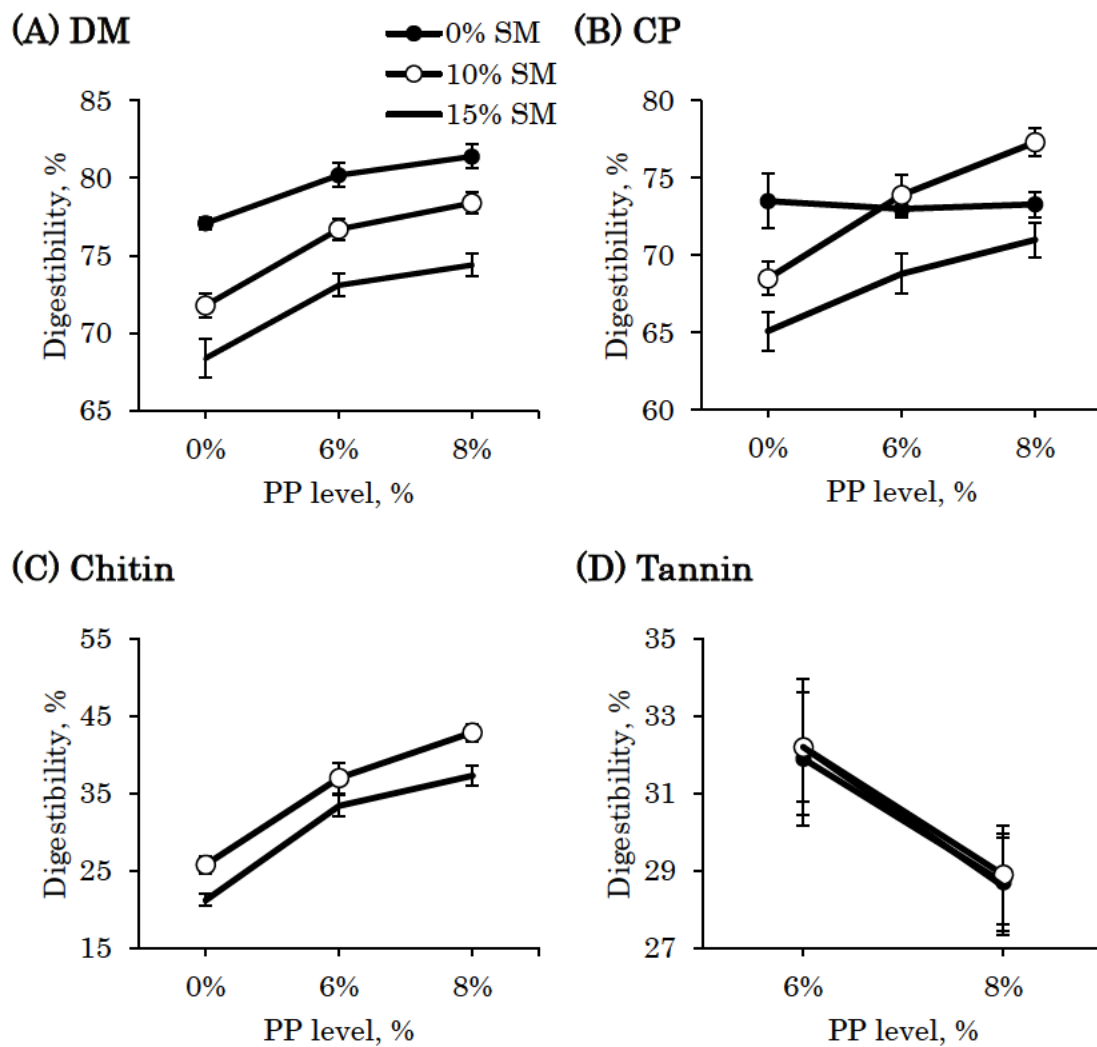 (A) DM
0% SM
10% SM
15% SM
Digestibility, %
85
80
75
70
65
0% 6% 8%
PP level, %
(B) CP
Digestibility, %
80
75
70
65
60
0% 6% 8%
PP level, %
(C) Chitin
Digestibility, %
55
45
35
25
15
0% 6% 8%
PP level, %
(D) Tannin
Digestibility, %
35
33
31
29
27
6% 8%
PP level, %